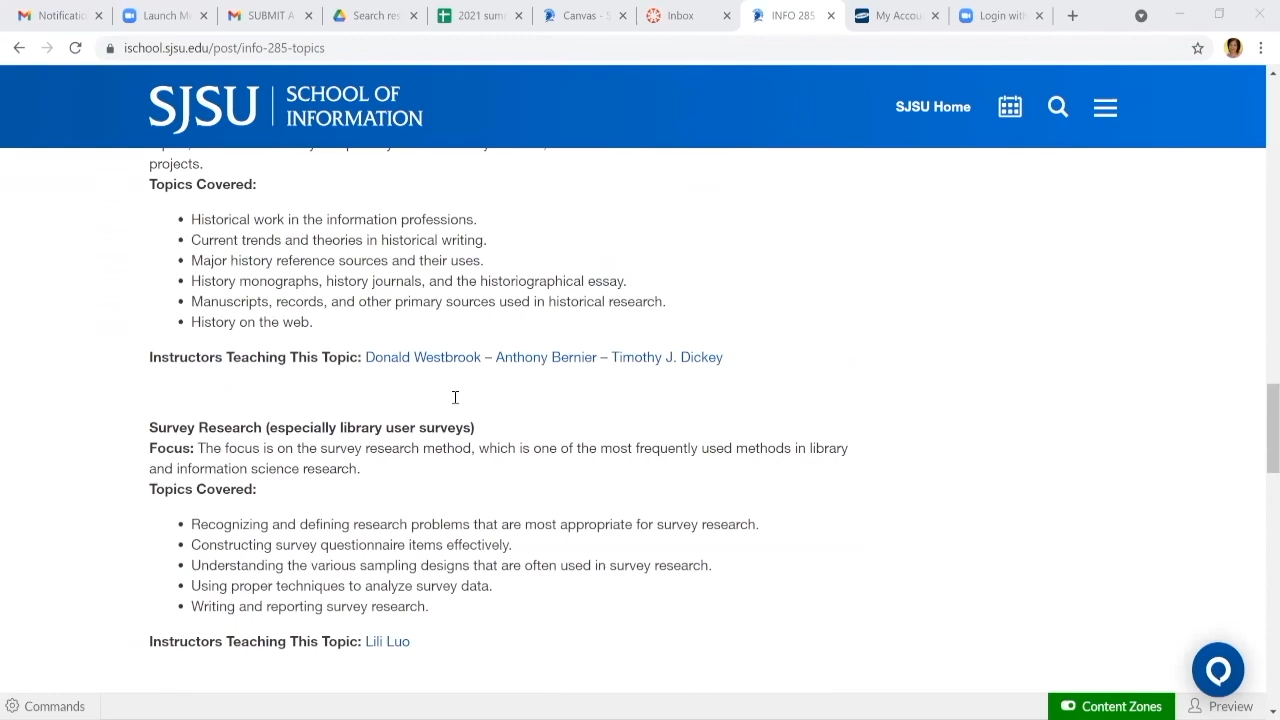 Notificati
Launch M
SUBMIT A
Search res
2021 sum
Canvas - S
Inbox
INFO 285
My Accou
Login with
ischool.sjsu.edu/post/info-285-topics
SJSU SCHOOL OF INFORMATION
SJSU Home
projects.
Topics Covered:
• Historical work in the information professions.
• Current trends and theories in historical writing.
• Major history reference sources and their uses.
• History monographs, history journals, and the historiographical essay.
• Manuscripts, records, and other primary sources used in historical research.
• History on the web.
Instructors Teaching This Topic: Donald Westbrook – Anthony Bernier – Timothy J. Dickey
Survey Research (especially library user surveys)
Focus: The focus is on the survey research method, which is one of the most frequently used methods in library
and information science research.
Topics Covered:
• Recognizing and defining research problems that are most appropriate for survey research.
• Constructing survey questionnaire items effectively.
• Understanding the various sampling designs that are often used in survey research.
• Using proper techniques to analyze survey data.
• Writing and reporting survey research.
Instructors Teaching This Topic: Lili Luo
Commands
Content Zones
Preview